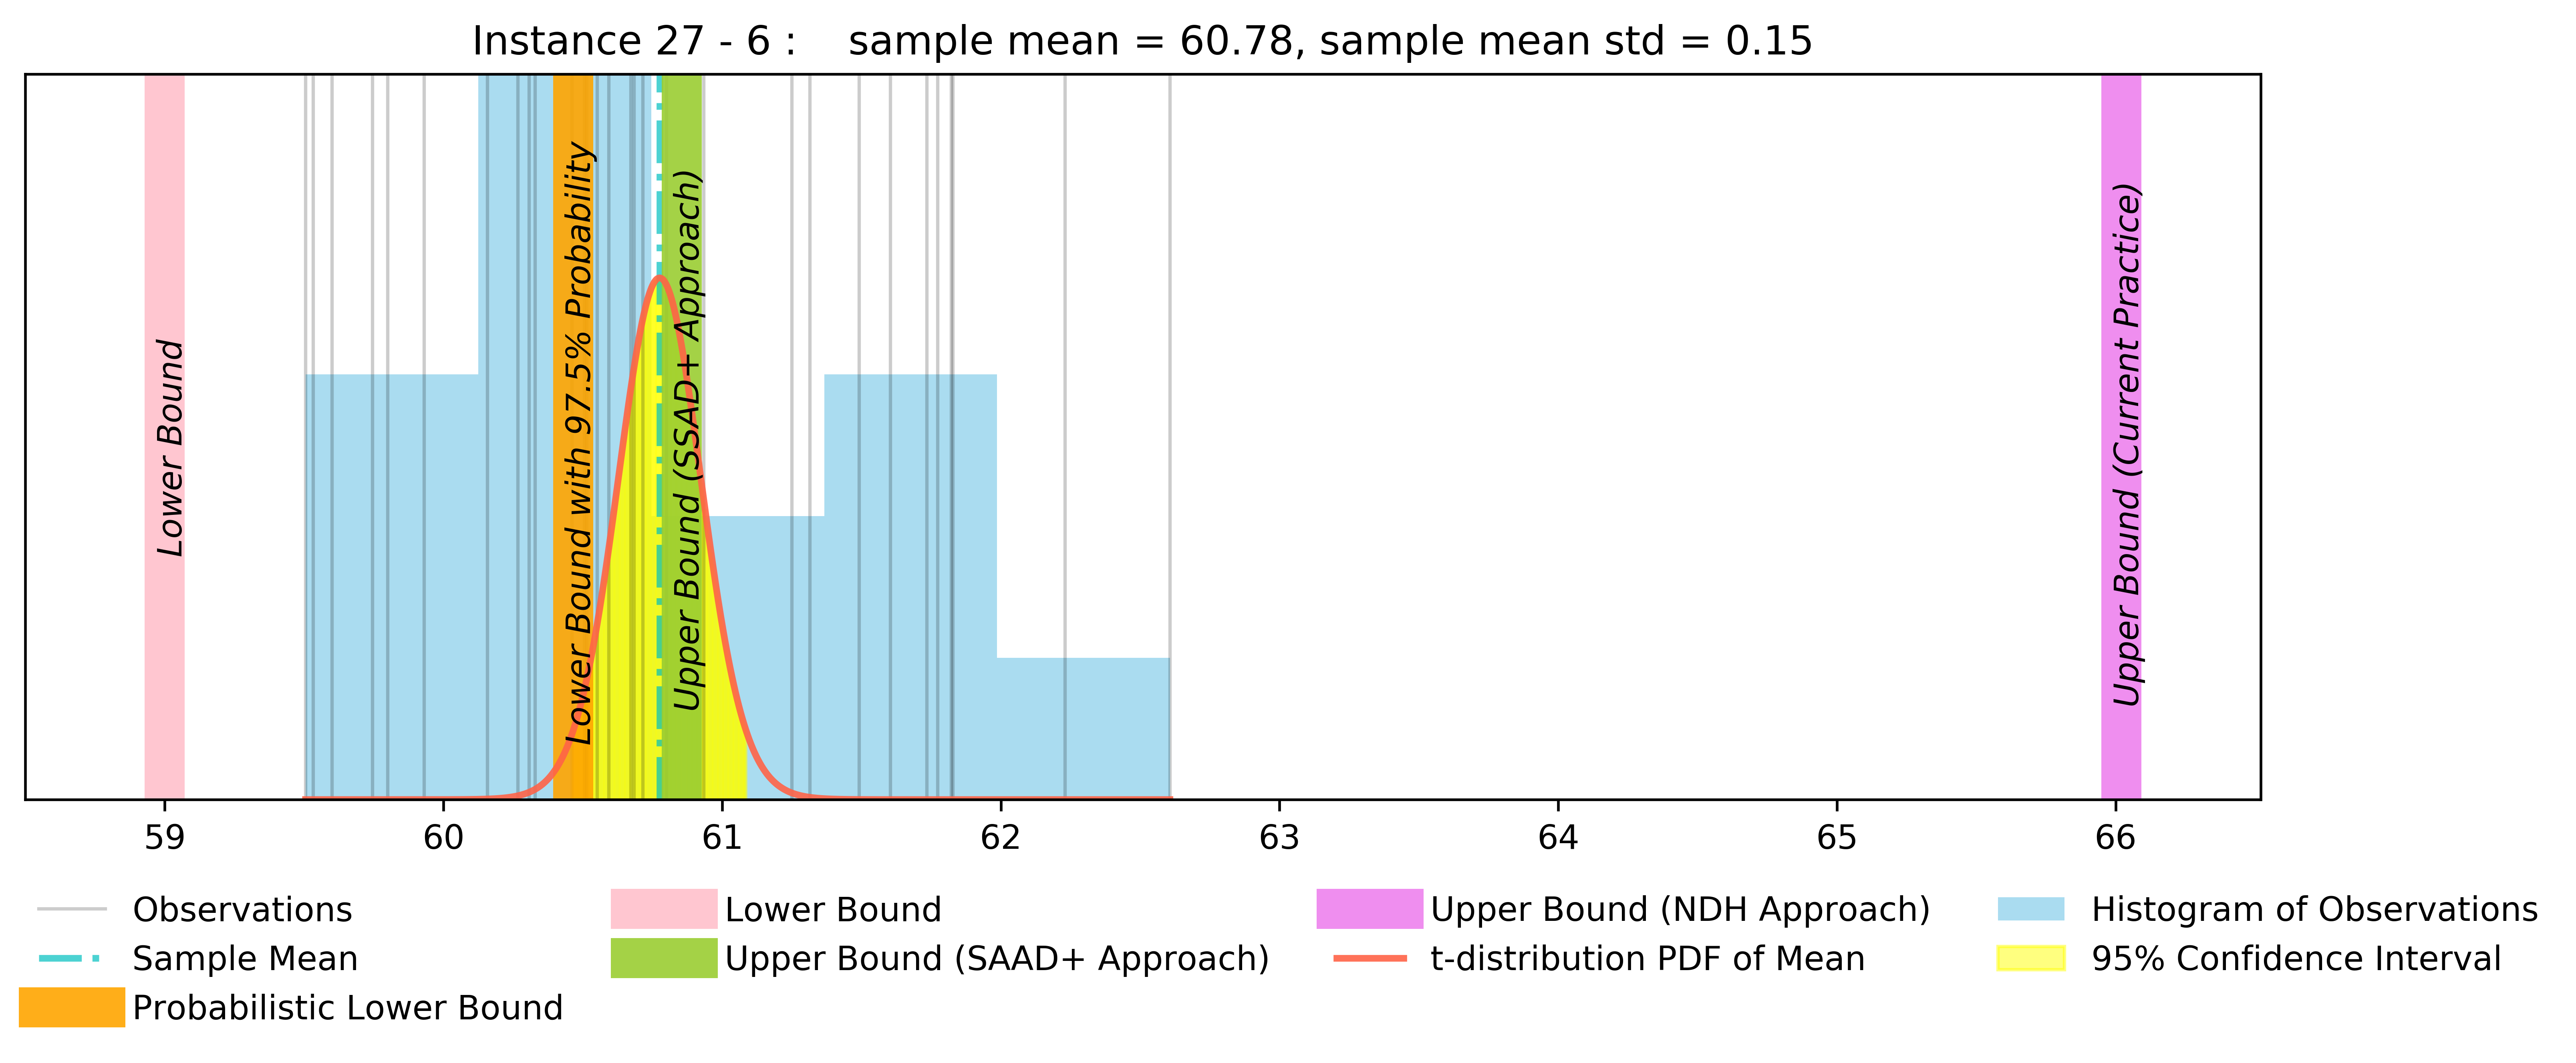 Instance 27 - 6 :    sample mean = 60.78, sample mean std = 0.15
Lower Bound
Lower Bound with 97.5% Probability
Upper Bound (SSAD+ Approach)
Upper Bound (Current Practice)
59 60 61 62 63 64 65 66
Observations
Sample Mean
Probabilistic Lower Bound
Lower Bound
Upper Bound (SAAD+ Approach)
Upper Bound (NDH Approach)
t-distribution PDF of Mean
Histogram of Observations
95% Confidence Interval